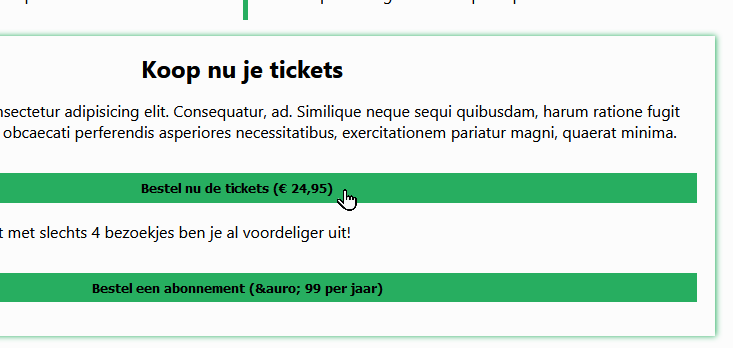 Koop nu je tickets
nsectetur adipisicing elit. Consequatur, ad. Similique neque sequi quibusdam, harum ratione fugit
obcaecati perferendis asperiores necessitatibus, exercitationem pariatur magni, quaerat minima.
Bestel nu de tickets (€ 24,95)
t met slechts 4 bezoekjes ben je al voordeliger uit!
Bestel een abonnement (&auro; 99 per jaar)